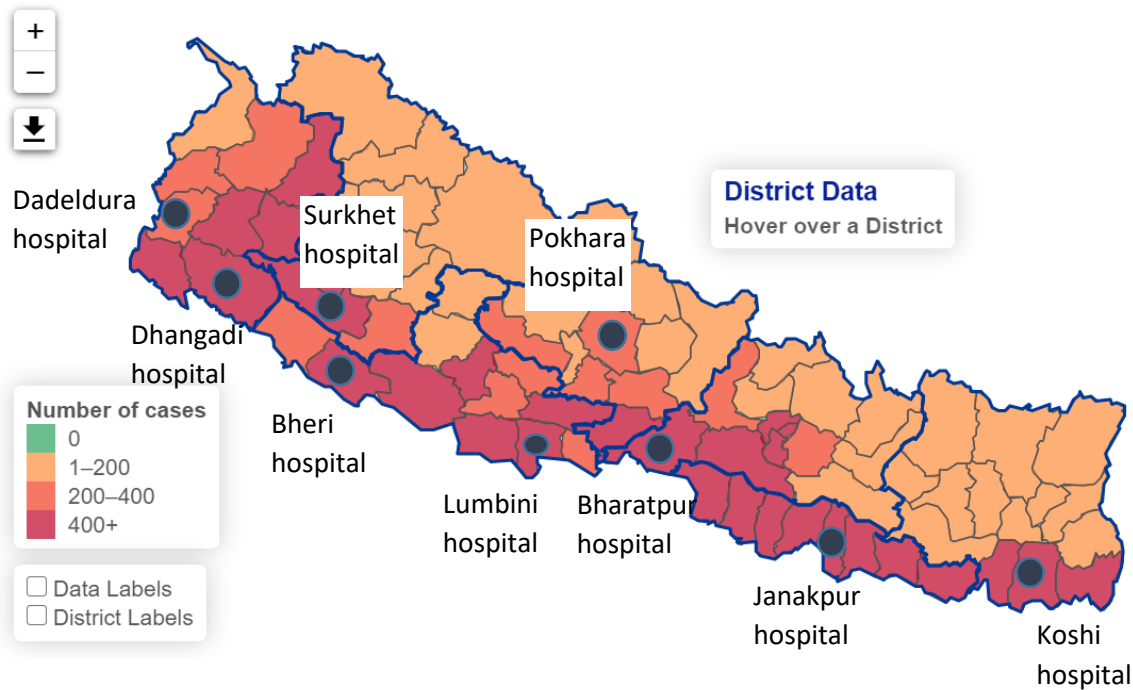 +
−
Dadeldura
hospital
Surkhet
hospital
Pokhara
hospital
District Data
Hover over a District
Dhangadi
hospital
Number of cases
0
1–200
200–400
400+
Bheri
hospital
Lumbini
hospital
Bharatpur
hospital
Data Labels
District Labels
Janakpur
hospital
Koshi
hospital